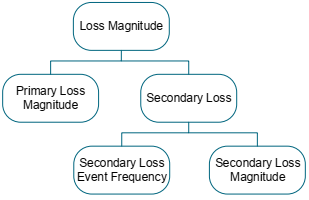 Loss Magnitude
Primary Loss
Magnitude
Secondary Loss
Secondary Loss
Event Frequency
Secondary Loss
Magnitude